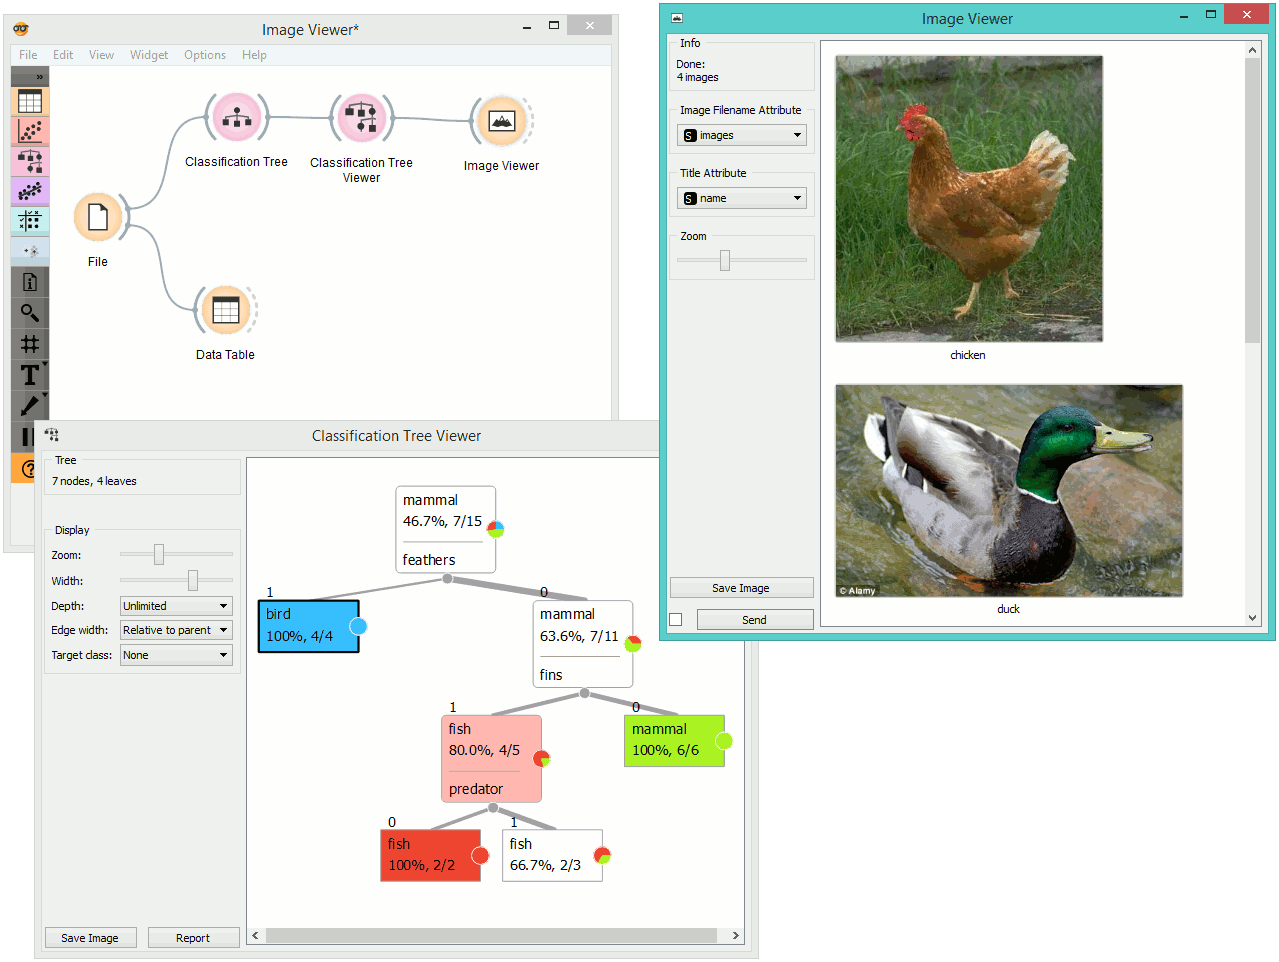 Image Viewer*
File Edit View Widget Options Help
»
Classification Tree
Classification Tree
Viewer
Image Viewer
File
Data Table
T
?
Image Viewer
Info
Done:
4 images
Image Filename Attribute
S images
Title Attribute
S name
Zoom
Save Image
Send
chicken
© Alamy
duck
Classification Tree Viewer
Tree
7 nodes, 4 leaves
Display
Zoom:
Width:
Depth: Unlimited
Edge width: Relative to parent
Target class: None
Save Image Report
mammal
46.7%, 7/15
feathers
1
bird
100%, 4/4
0
mammal
63.6%, 7/11
fins
1
fish
80.0%, 4/5
predator
0
mammal
100%, 6/6
0
fish
100%, 2/2
1
fish
66.7%, 2/3